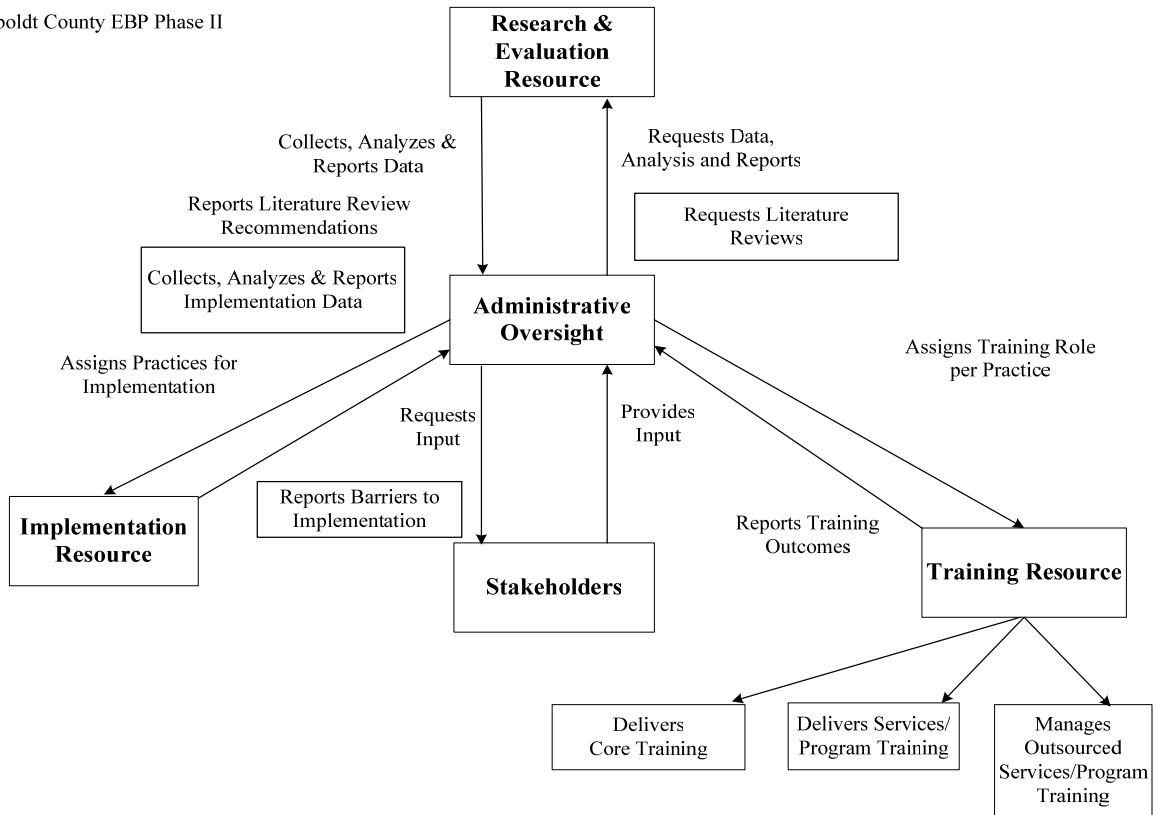 County EBP Phase II
Research &
Evaluation
Resource
Collects, Analyzes &
Reports Data
Requests Data,
Analysis and Reports
Reports Literature Review
Recommendations
Requests Literature
Reviews
Collects, Analyzes & Reports
Implementation Data
Administrative
Oversight
Assigns Practices for
Implementation
Assigns Training Role
per Practice
Requests
Input
Provides
Input
Reports Barriers to
Implementation
Implementation
Resource
Reports Training
Outcomes
Stakeholders
Training Resource
Delivers
Core Training
Delivers Services/
Program Training
Manages
Outsourced
Services/Program
Training